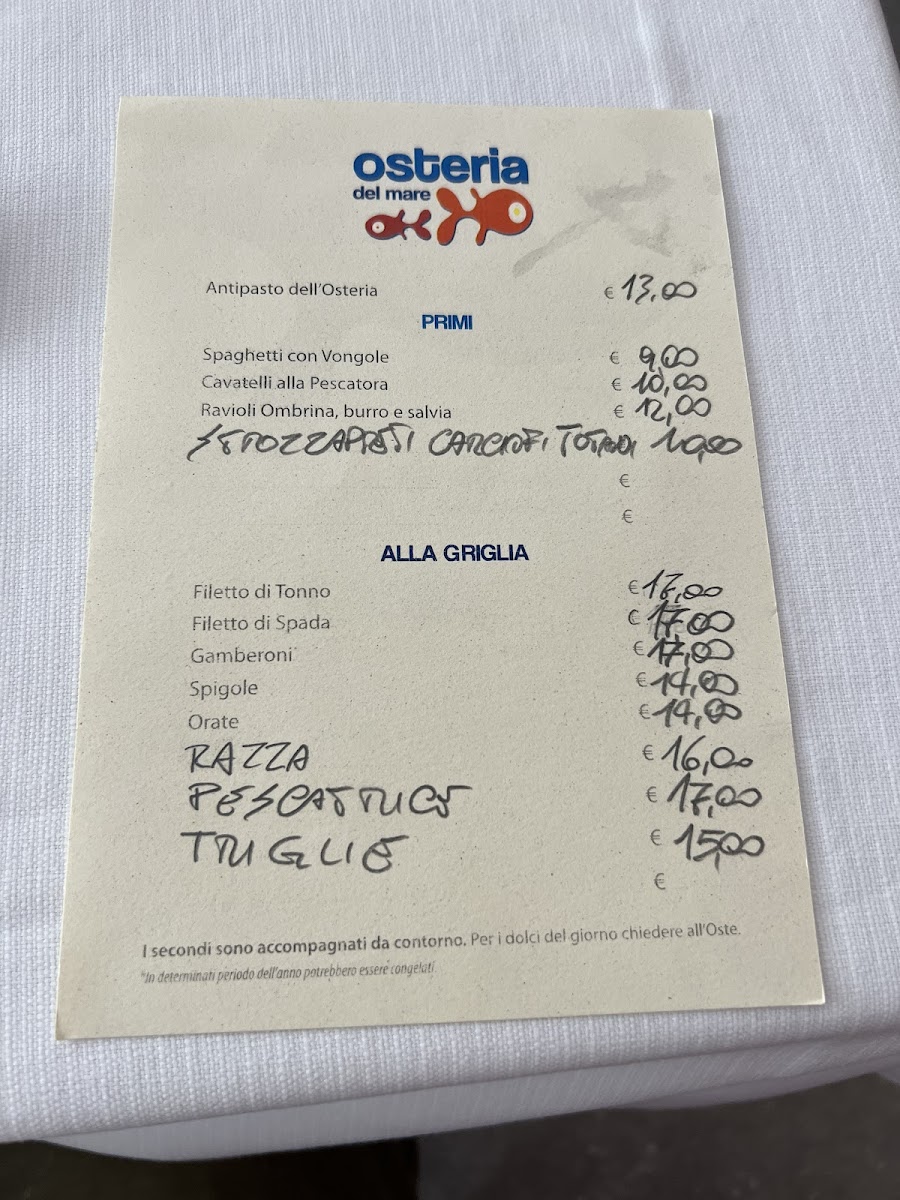 osteria
del mare
Antipasto dell'Osteria € 13,00
PRIMI
Spaghetti con Vongole € 9,00
Cavatelli alla Pescatora € 10,00
Ravioli Ombrina, burro e salvia € 12,00
STROZZAPRETI CARCIOFI TOTANI 10,00
€
€
ALLA GRIGLIA
Filetto di Tonno € 17,00
Filetto di Spada € 17,00
Gamberoni € 17,00
Spigole € 14,00
Orate € 14,00
RAZZA € 16,00
€ 17,00
TRIGLIE € 15,00
€
I secondi sono accompagnati da contorno. Per i dolci del giorno chiedere all'Oste.
*In determinati periodo dell'anno potrebbero essere congelati.